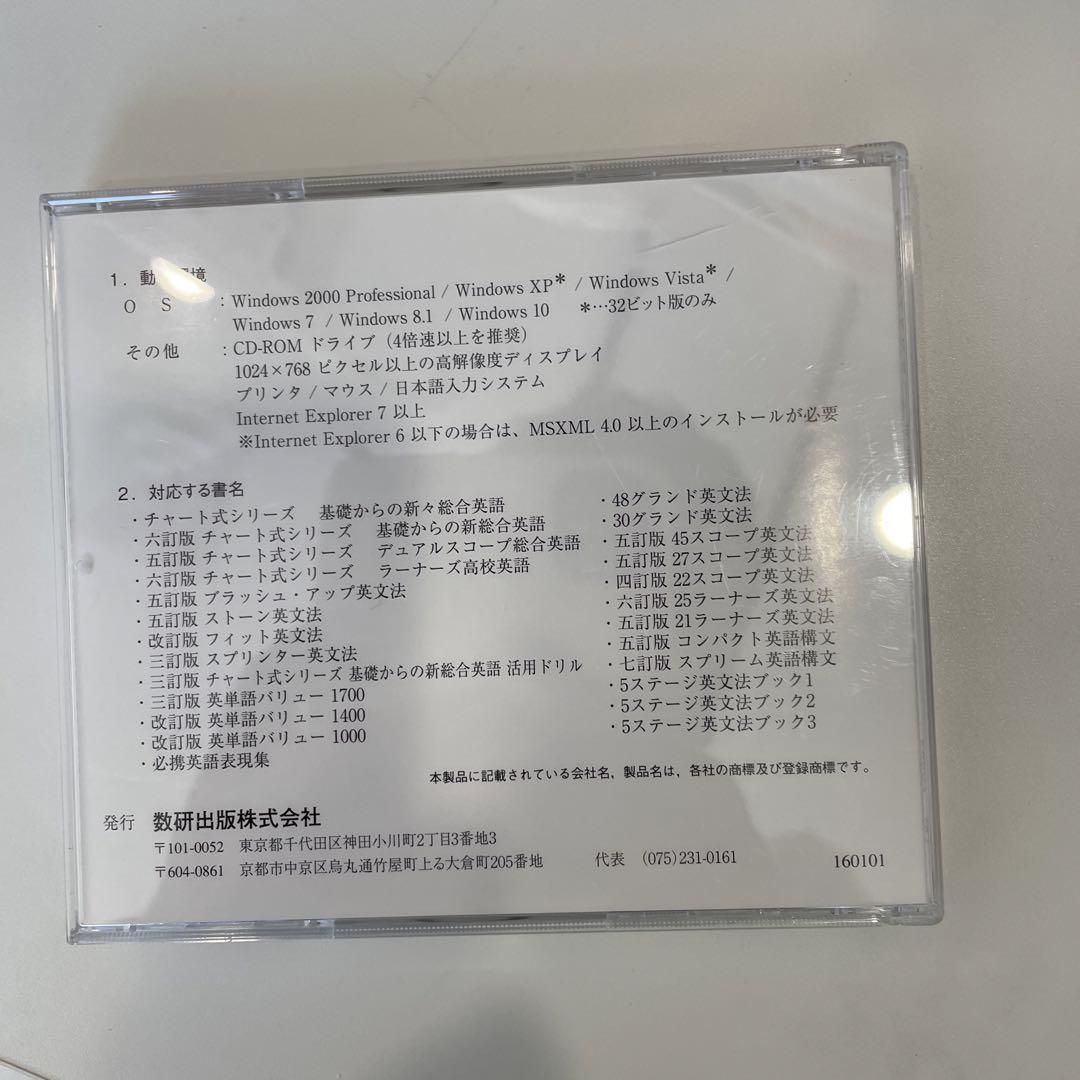 1. 動 境
O S : Windows 2000 Professional / Windows XP* / Windows Vista* /
Windows 7 / Windows 8.1 / Windows 10 *…32ビット版のみ
その他 : CD-ROM ドライブ（4倍速以上を推奨）
1024×768 ピクセル以上の高解像度ディスプレイ
プリンタ / マウス / 日本語入力システム
Internet Explorer 7 以上
※Internet Explorer 6 以下の場合は、MSXML 4.0 以上のインストールが必要
2. 対応する書名
・チャート式シリーズ 基礎からの新々総合英語
・六訂版 チャート式シリーズ 基礎からの新総合英語
・五訂版 チャート式シリーズ デュアルスコープ総合英語
・六訂版 チャート式シリーズ ラーナーズ高校英語
・五訂版 ブラッシュ・アップ英文法
・五訂版 ストーン英文法
・改訂版 フィット英文法
・三訂版 スプリンター英文法
・三訂版 チャート式シリーズ 基礎からの新総合英語 活用ドリル
・三訂版 英単語バリュー 1700
・改訂版 英単語バリュー 1400
・改訂版 英単語バリュー 1000
・必携英語表現集
・48グランド英文法
・30グランド英文法
・五訂版 45スコープ英文法
・五訂版 27スコープ英文法
・四訂版 22スコープ英文法
・六訂版 25ラーナーズ英文法
・五訂版 21ラーナーズ英文法
・五訂版 コンパクト英語構文
・七訂版 スプリーム英語構文
・5ステージ英文法ブック1
・5ステージ英文法ブック2
・5ステージ英文法ブック3
本製品に記載されている会社名，製品名は，各社の商標及び登録商標です。
発行 数研出版株式会社
〒101-0052 東京都千代田区神田小川町2丁目3番地3
〒604-0861 京都市中京区烏丸通竹屋町上る大倉町205番地 代表 (075)231-0161 160101